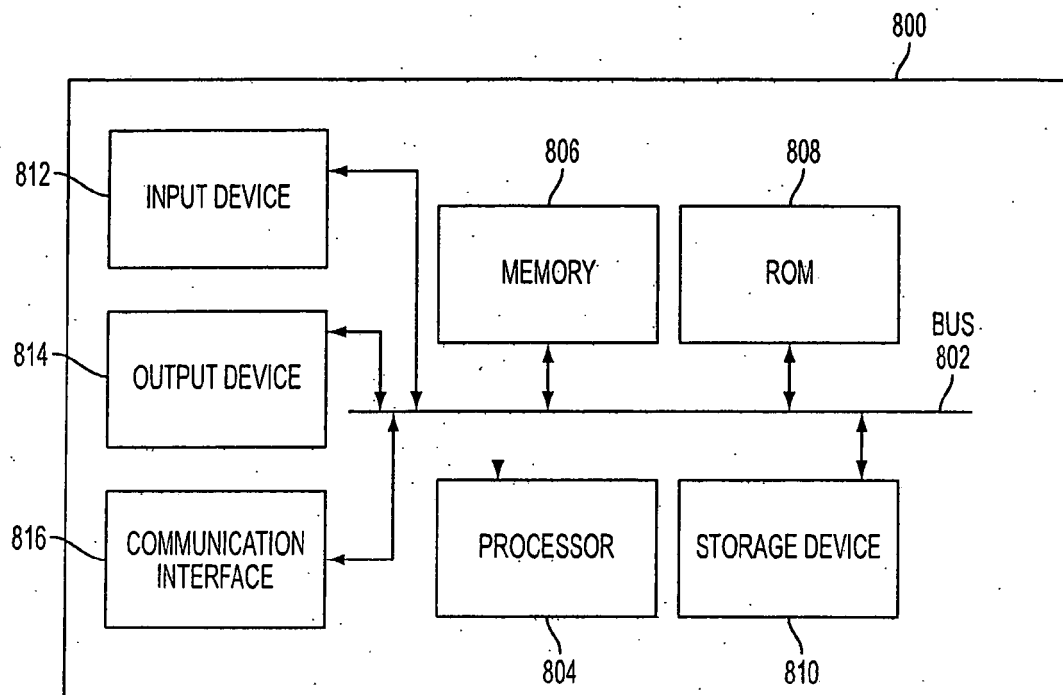 800
812
INPUT DEVICE
806
MEMORY
808
ROM
BUS
802
814
OUTPUT DEVICE
816
COMMUNICATION
INTERFACE
PROCESSOR
804
STORAGE DEVICE
810